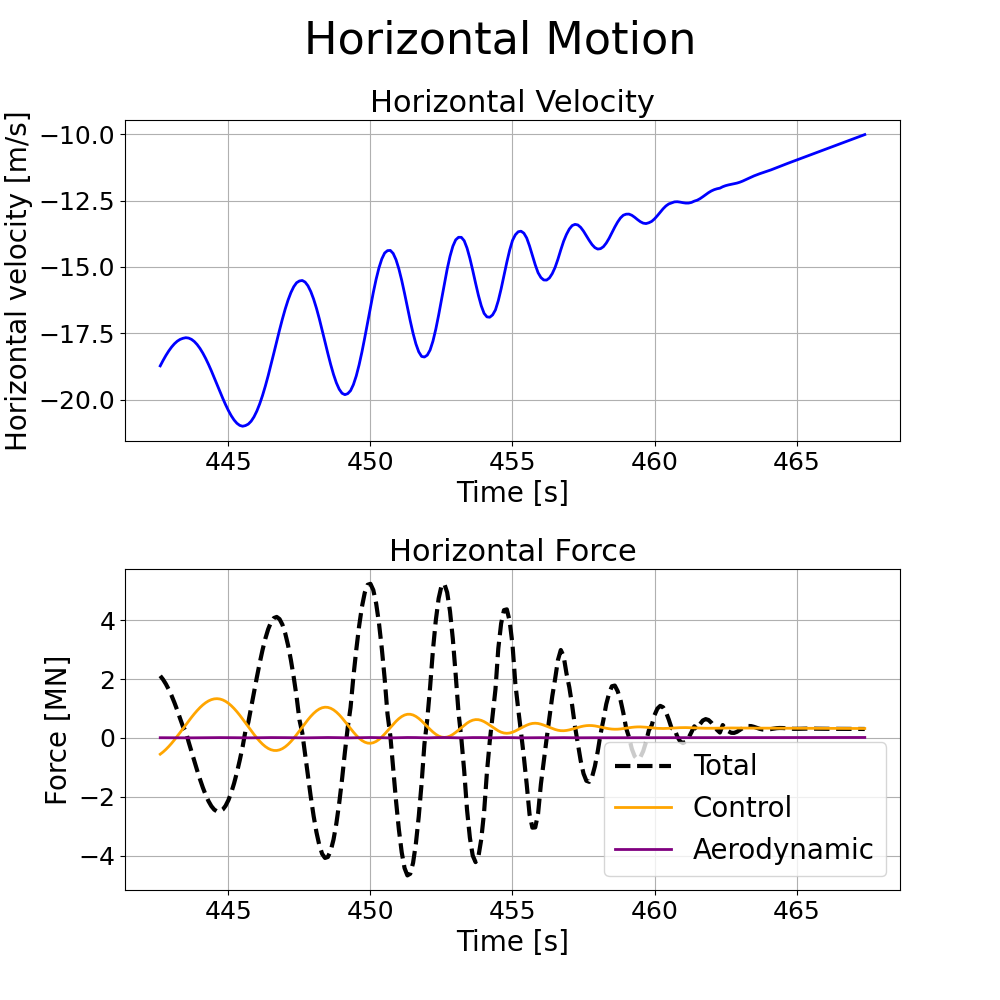 Horizontal Motion
Horizontal Velocity
Horizontal velocity [m/s]
−10.0
−12.5
−15.0
−17.5
−20.0
445 450 455 460 465
Time [s]
Horizontal Force
Force [MN]
4
2
0
−2
−4
Total
Control
Aerodynamic
445 450 455 460 465
Time [s]